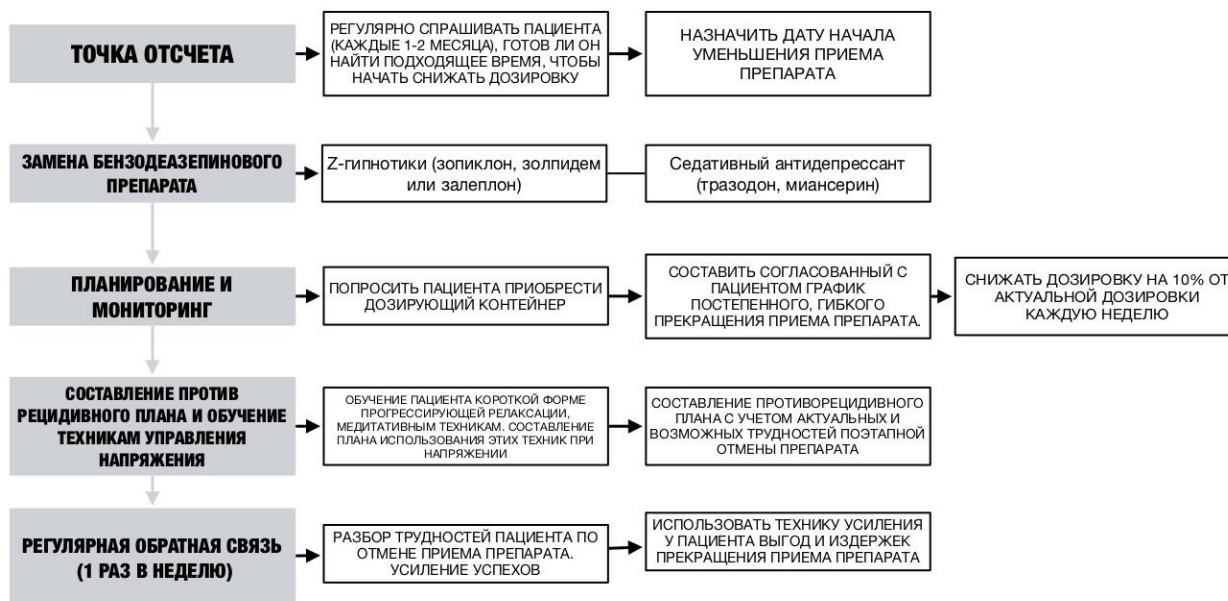 ТОЧКА ОТСЧЕТА
РЕГУЛЯРНО СПРАШИВАТЬ ПАЦИЕНТА
(КАЖДЫЕ 1-2 МЕСЯЦА), ГОТОВ ЛИ ОН
НАЙТИ ПОДХОДЯЩЕЕ ВРЕМЯ, ЧТОБЫ
НАЧАТЬ СНИЖАТЬ ДОЗИРОВКУ
НАЗНАЧИТЬ ДАТУ НАЧАЛА
УМЕНЬШЕНИЯ ПРИЕМА
ПРЕПАРАТА
ЗАМЕНА БЕНЗОДЕАЗЕПИНОВОГО
ПРЕПАРАТА
Z-гипнотики (зопиклон, золпидем
или залеплон)
Седативный антидепрессант
(тразодон, миансерин)
ПЛАНИРОВАНИЕ И
МОНИТОРИНГ
ПОПРОСИТЬ ПАЦИЕНТА ПРИОБРЕСТИ
ДОЗИРУЮЩИЙ КОНТЕЙНЕР
СОСТАВИТЬ СОГЛАСОВАННЫЙ С
ПАЦИЕНТОМ ГРАФИК
ПОСТЕПЕННОГО, ГИБКОГО
ПРЕКРАЩЕНИЯ ПРИЕМА ПРЕПАРАТА.
СНИЖАТЬ ДОЗИРОВКУ НА 10% ОТ
АКТУАЛЬНОЙ ДОЗИРОВКИ
КАЖДУЮ НЕДЕЛЮ
СОСТАВЛЕНИЕ ПРОТИВ
РЕЦИДИВНОГО ПЛАНА И ОБУЧЕНИЕ
ТЕХНИКАМ УПРАВЛЕНИЯ
НАПРЯЖЕНИЯ
ОБУЧЕНИЕ ПАЦИЕНТА КОРОТКОЙ ФОРМЕ
ПРОГРЕССИРУЮЩЕЙ РЕЛАКСАЦИИ,
МЕДИТАТИВНЫМ ТЕХНИКАМ. СОСТАВЛЕНИЕ
ПЛАНА ИСПОЛЬЗОВАНИЯ ЭТИХ ТЕХНИК ПРИ
НАПРЯЖЕНИИ
СОСТАВЛЕНИЕ ПРОТИВОРЕЦИДИВНОГО
ПЛАНА С УЧЕТОМ АКТУАЛЬНЫХ И
ВОЗМОЖНЫХ ТРУДНОСТЕЙ ПОЭТАПНОЙ
ОТМЕНЫ ПРЕПАРАТА
РЕГУЛЯРНАЯ ОБРАТНАЯ СВЯЗЬ
(1 РАЗ В НЕДЕЛЮ)
РАЗБОР ТРУДНОСТЕЙ ПАЦИЕНТА ПО
ОТМЕНЕ ПРИЕМА ПРЕПАРАТА.
УСИЛЕНИЕ УСПЕХОВ
ИСПОЛЬЗОВАТЬ ТЕХНИКУ УСИЛЕНИЯ
У ПАЦИЕНТА ВЫГОД И ИЗДЕРЖЕК
ПРЕКРАЩЕНИЯ ПРИЕМА ПРЕПАРАТА